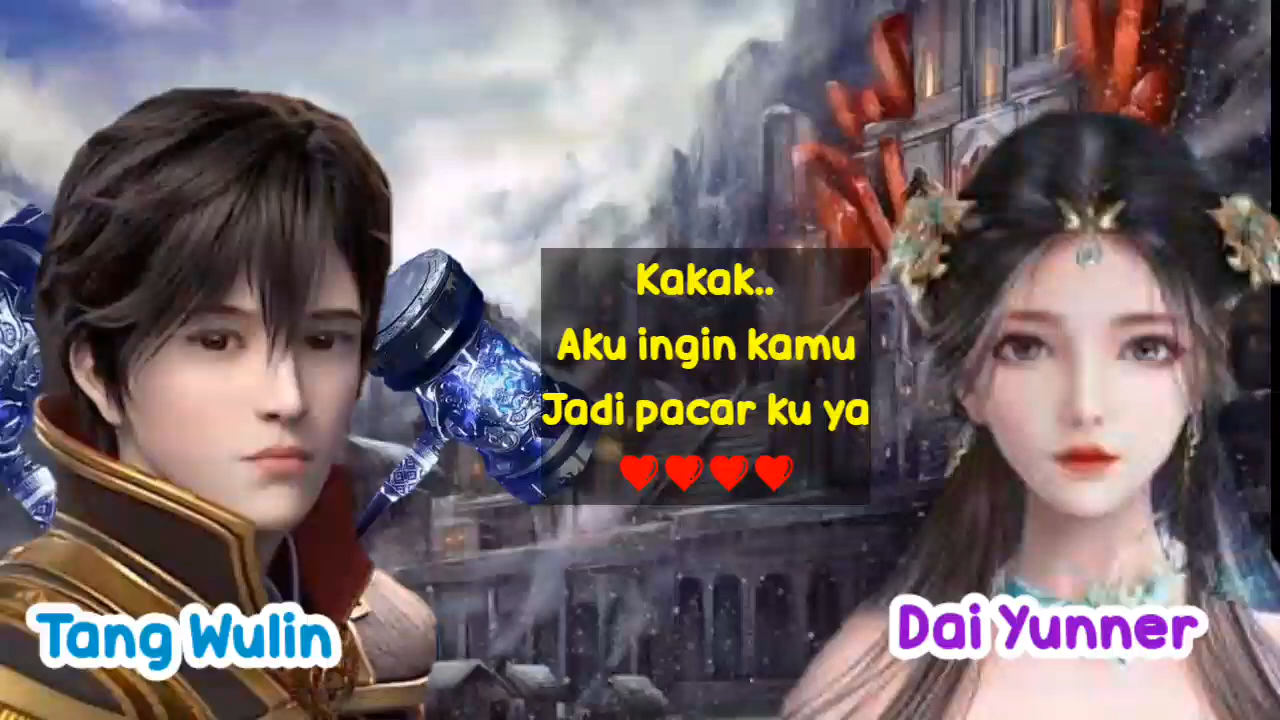 Kakak..
Aku ingin kamu
Jadi pacar ku ya
Tang Wulin
Dai Yunner